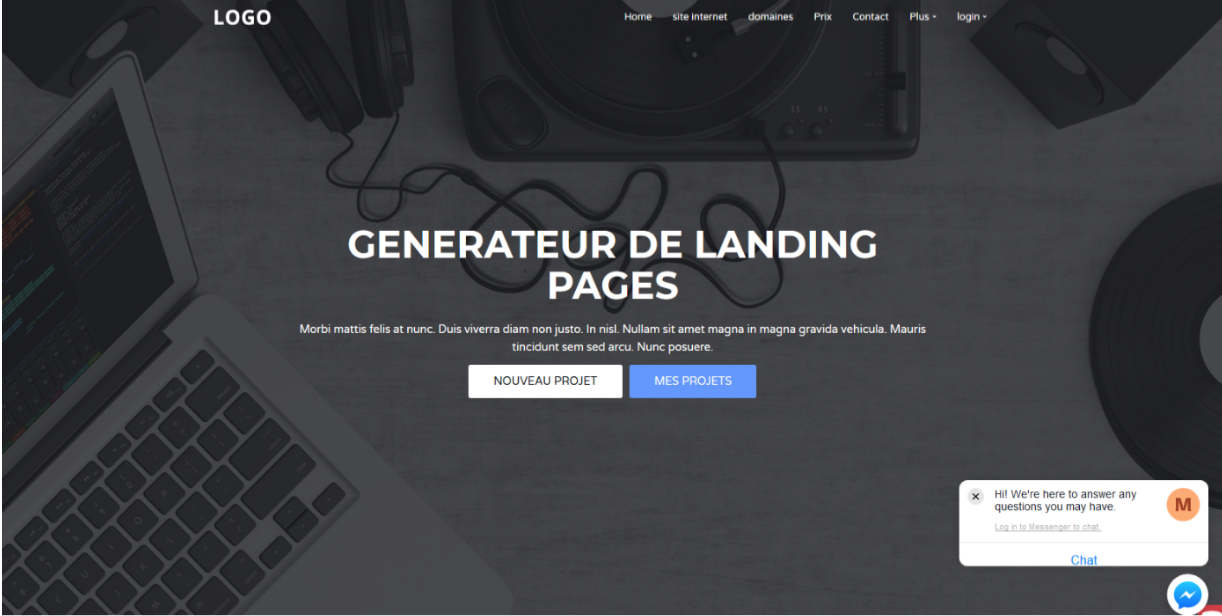 LOGO
Home site internet domaines Prix Contact Plus login
GENERATEUR DE LANDING
PAGES
Morbi mattis felis at nunc. Duis viverra diam non justo. In nisl. Nullam sit amet magna in magna gravida vehicula. Mauris
tincidunt sem sed arcu. Nunc posuere.
NOUVEAU PROJET MES PROJETS
Hi! We're here to answer any
questions you may have.
M
Log in to Messenger to chat.
Chat